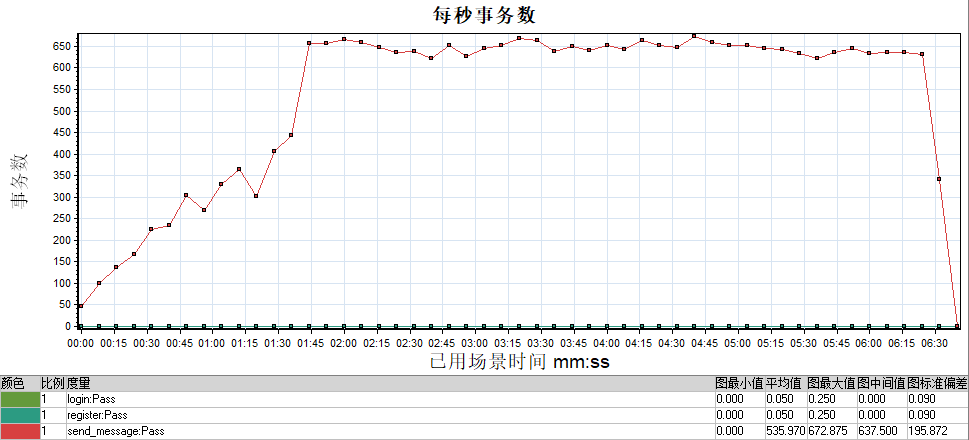 每秒事务数
650
600
550
500
450
400
350
300
250
200
150
100
50
0
事务数
00:00 00:15 00:30 00:45 01:00 01:15 01:30 01:45 02:00 02:15 02:30 02:45 03:00 03:15 03:30 03:45 04:00 04:15 04:30 04:45 05:00 05:15 05:30 05:45 06:00 06:15 06:30
已用场景时间 mm:ss
颜色 比例 度量 图最小值 平均值 图最大值 图中间值 图标准偏差
1 login:Pass 0.000 0.050 0.250 0.000 0.090
1 register:Pass 0.000 0.050 0.250 0.000 0.090
1 send_message:Pass 0.000 535.970 672.875 637.500 195.872